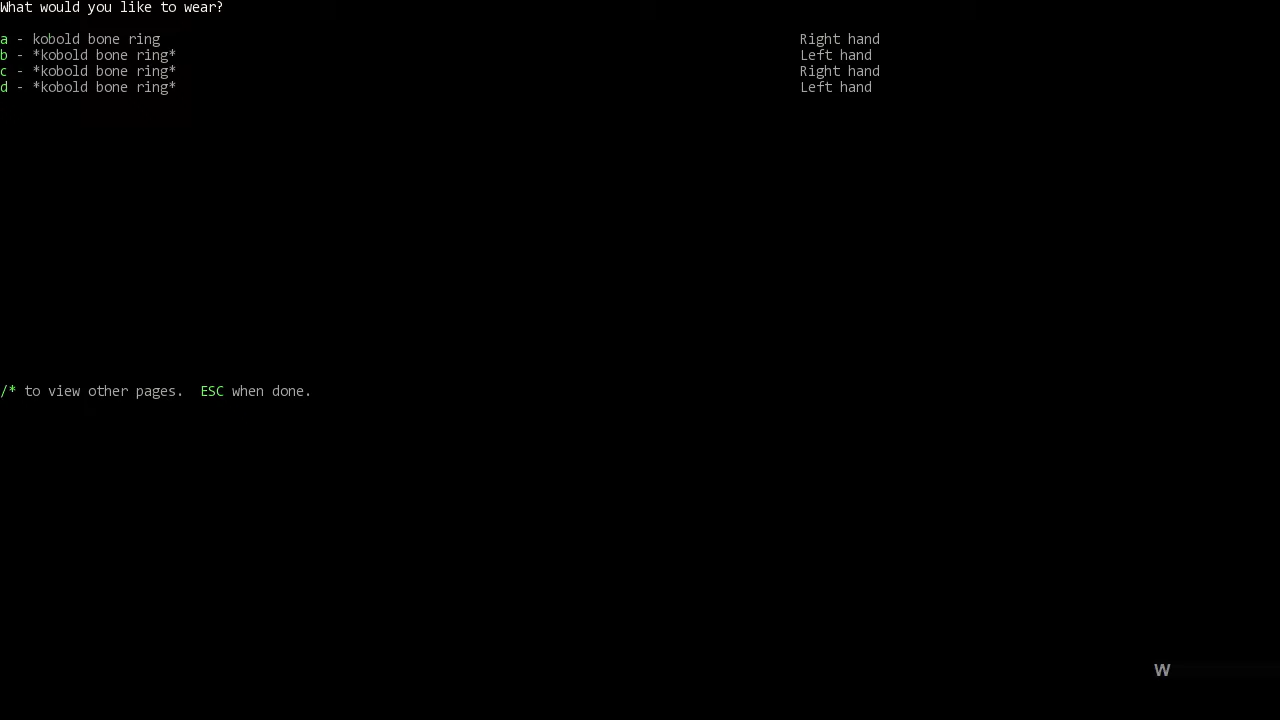 What would you like to wear?
a - kobold bone ring Right hand
b - *kobold bone ring* Left hand
c - *kobold bone ring* Right hand
d - *kobold bone ring* Left hand
/* to view other pages. ESC when done.
W